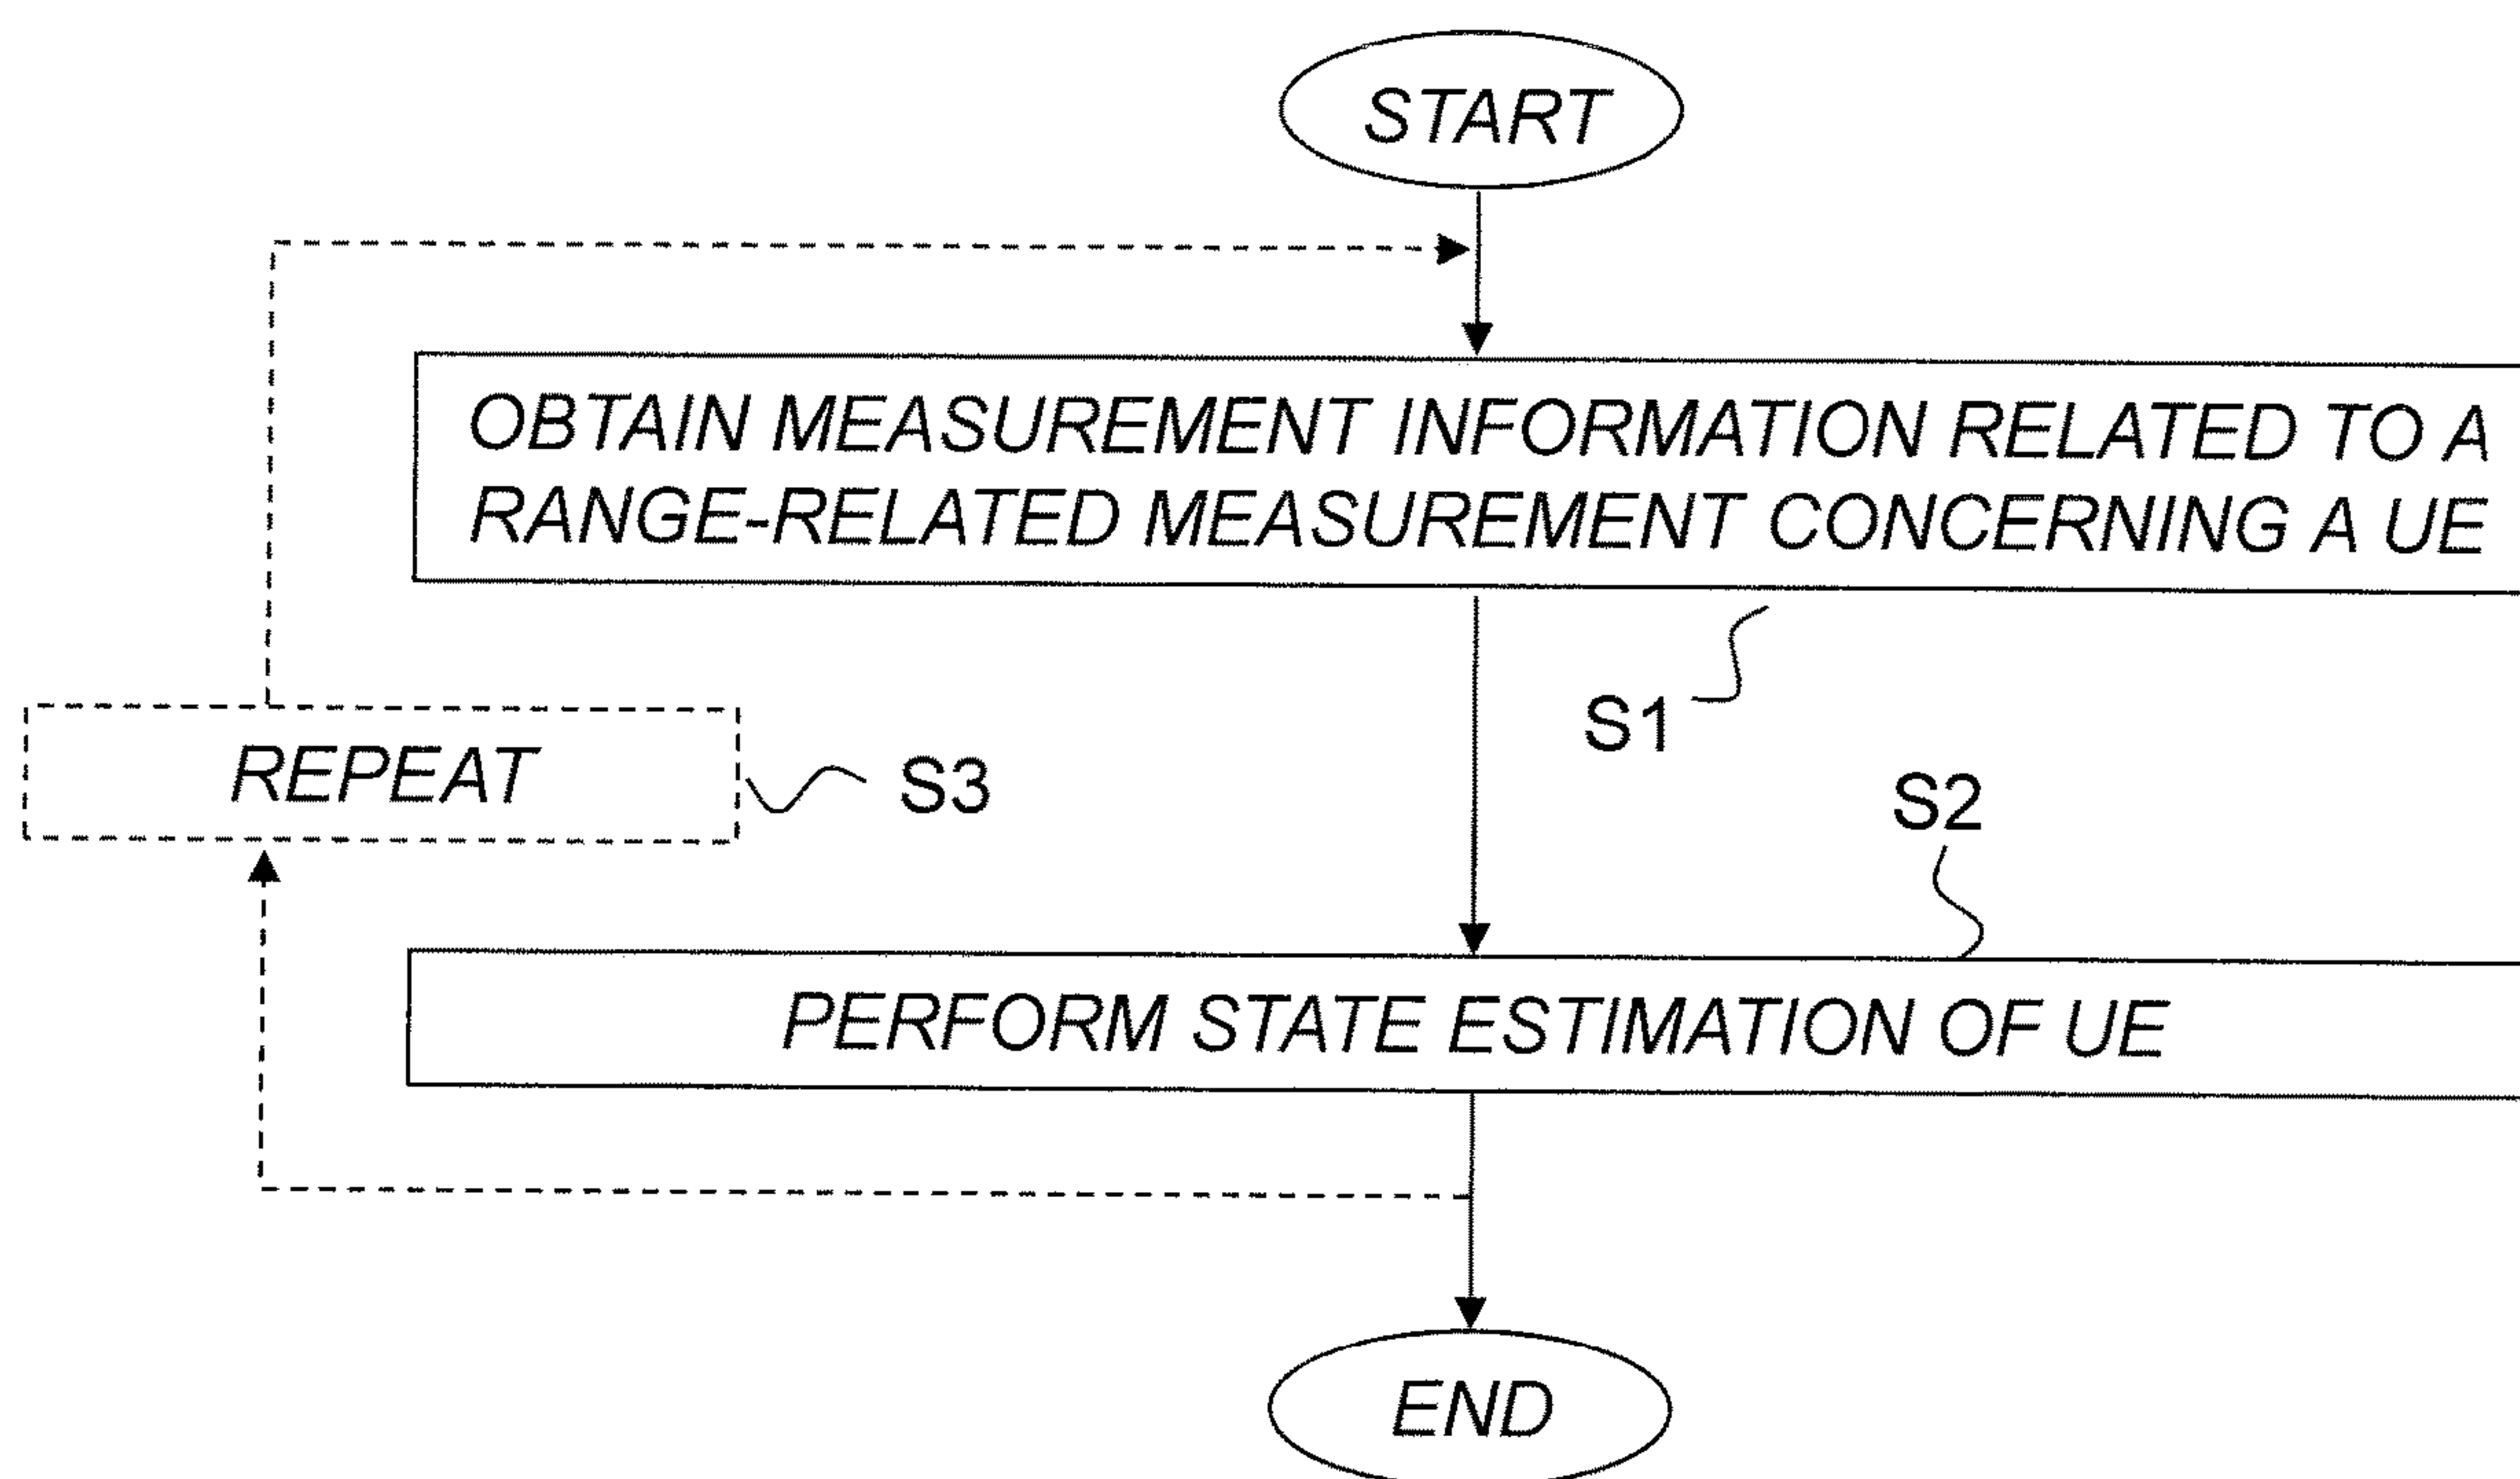 START
OBTAIN MEASUREMENT INFORMATION RELATED TO A
RANGE-RELATED MEASUREMENT CONCERNING A UE
S1
REPEAT
S3
S2
PERFORM STATE ESTIMATION OF UE
END